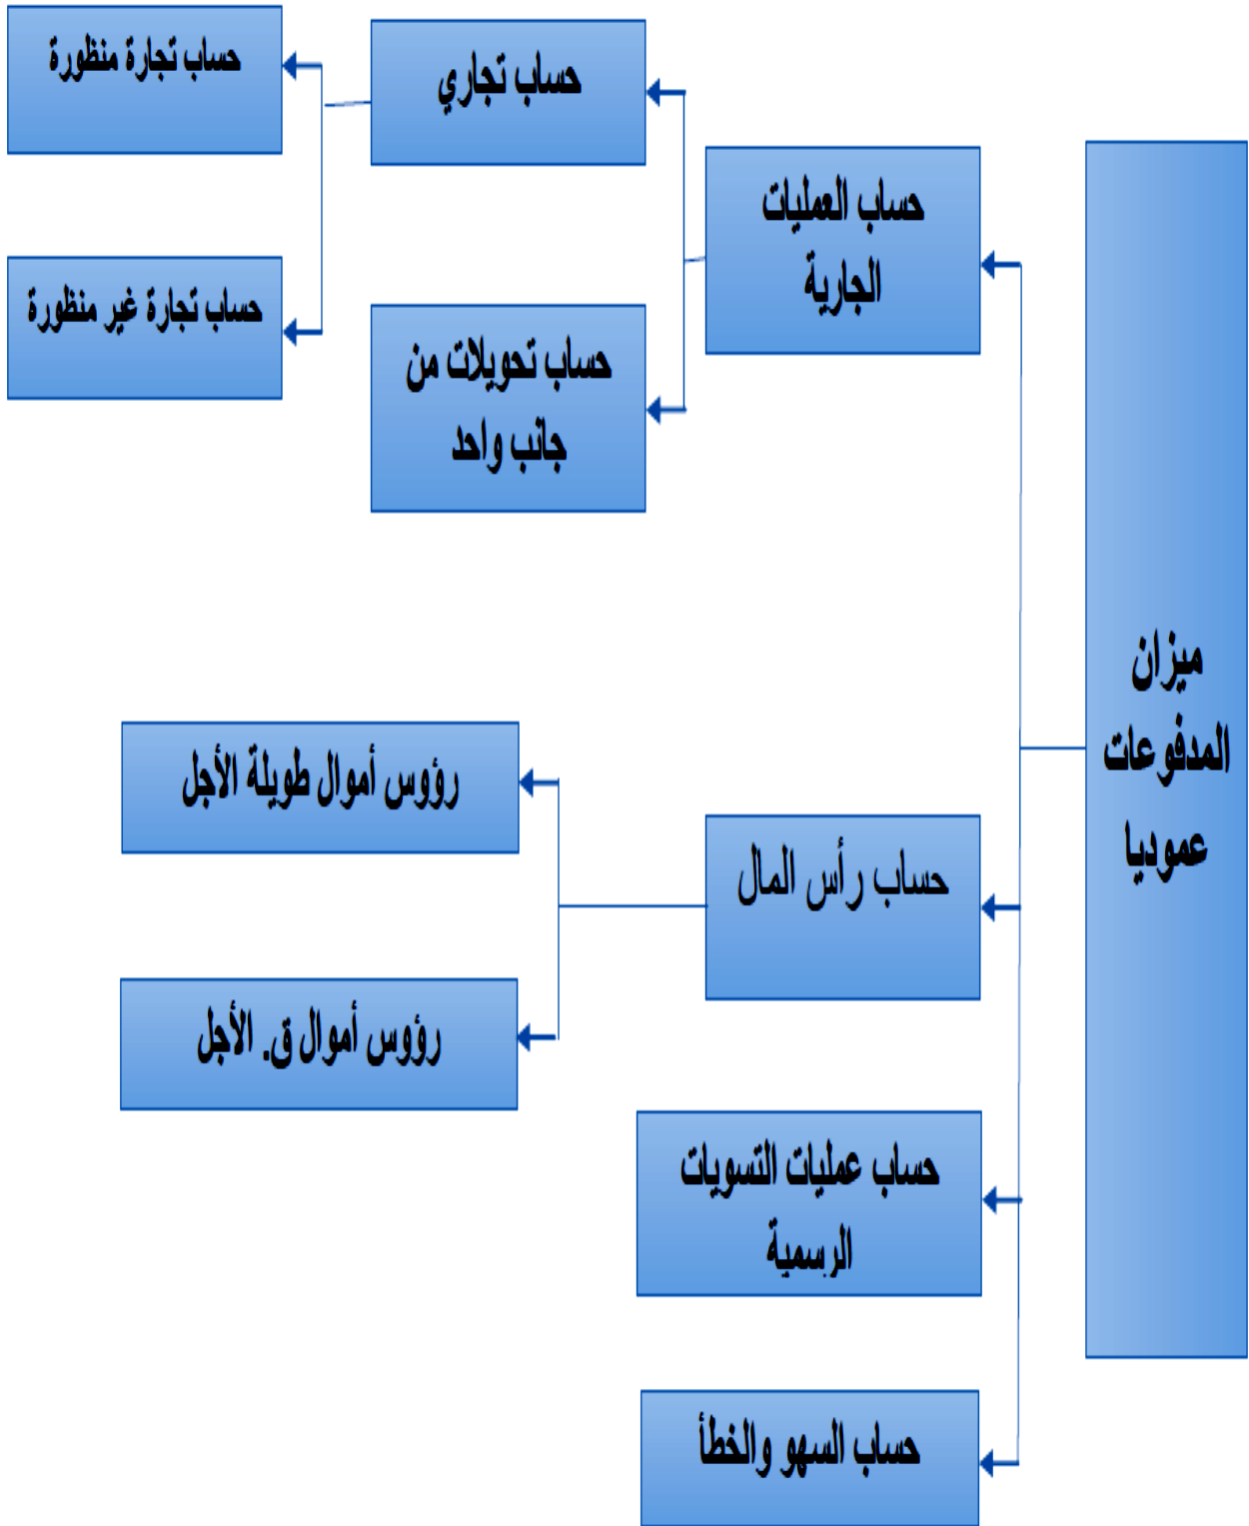 ميزان
المدفوعات
عموديا
حساب العمليات
الجارية
حساب تجاري
حساب تجارة منظورة
حساب تجارة غير منظورة
حساب تحويلات من
جانب واحد
حساب رأس المال
رؤوس أموال طويلة الأجل
رؤوس أموال ق. الأجل
حساب عمليات التسويات
الرسمية
حساب السهو والخطأ